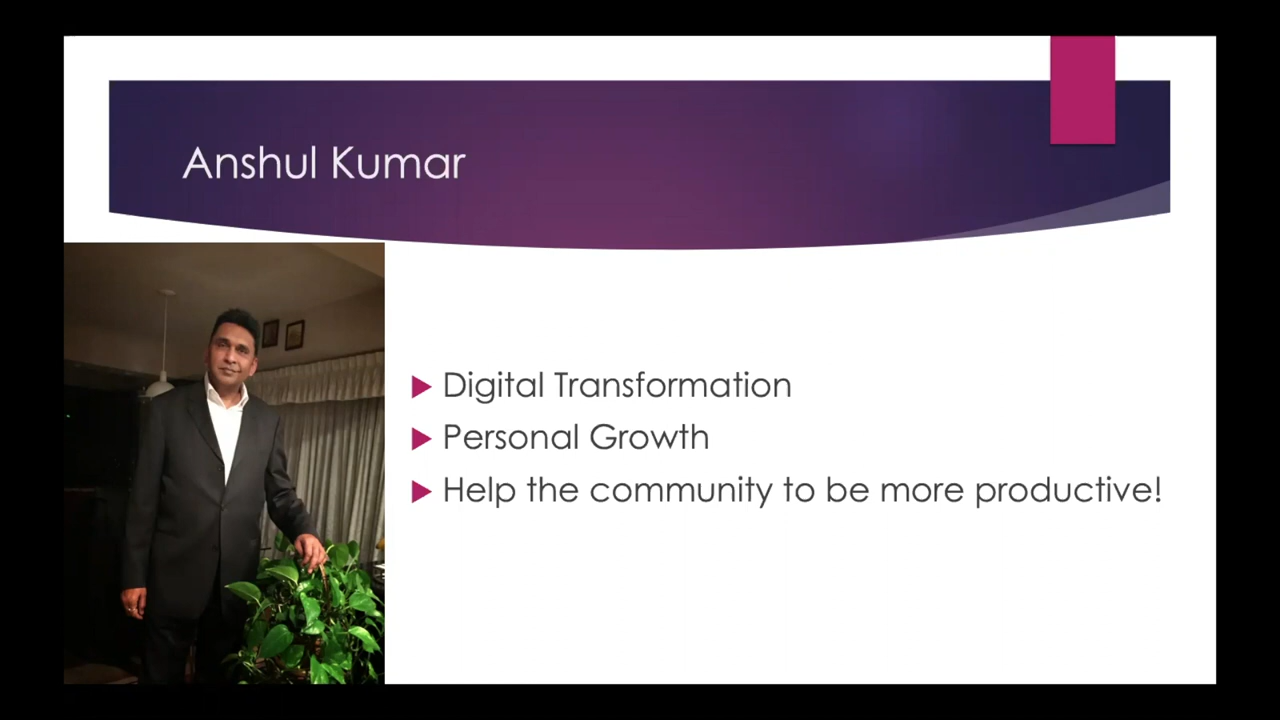 Anshul Kumar
Digital Transformation
Personal Growth
Help the community to be more productive!